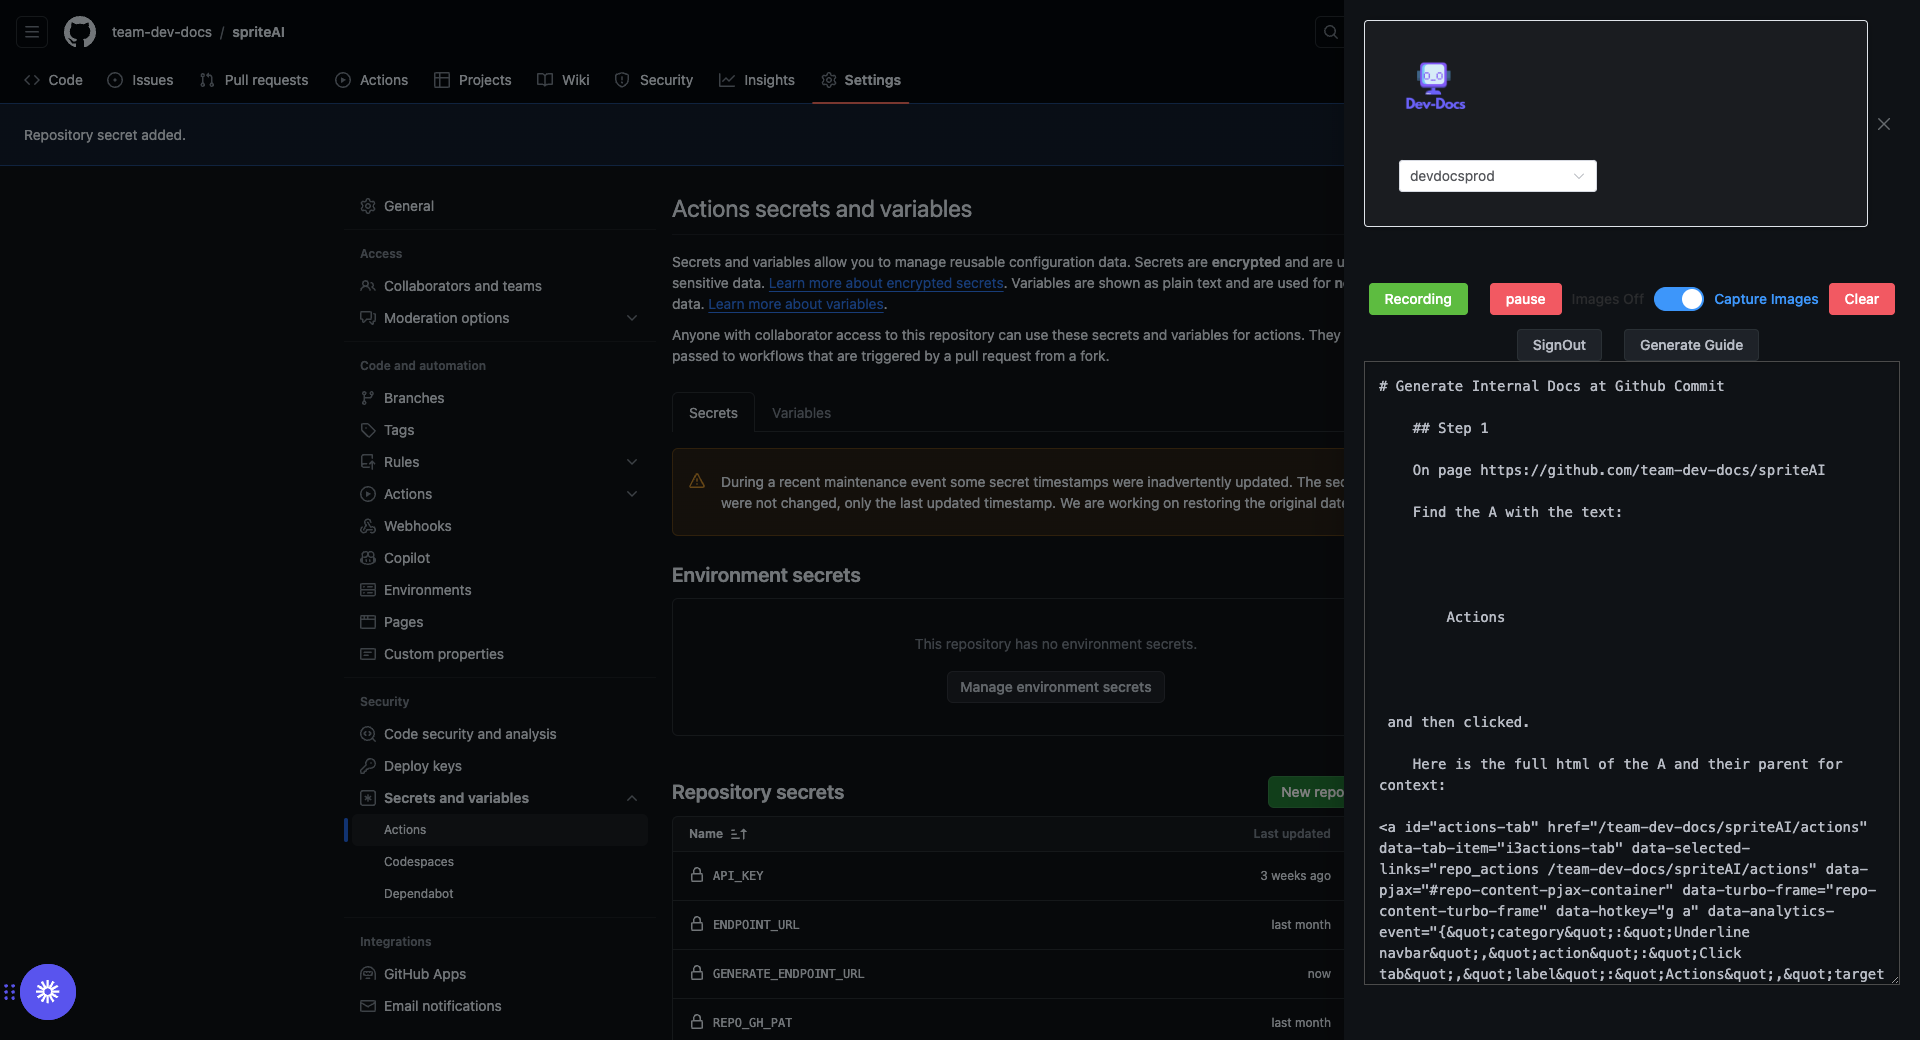 team-dev-docs / spriteAI
Code
Issues
Pull requests
Actions
Projects
Wiki
Security
Insights
Settings
Repository secret added.
General
Access
Collaborators and teams
Moderation options
Code and automation
Branches
Tags
Rules
Actions
Webhooks
Copilot
Environments
Pages
Custom properties
Security
Code security and analysis
Deploy keys
Secrets and variables
Actions
Codespaces
Dependabot
Integrations
GitHub Apps
Email notifications
Actions secrets and variables
Secrets and variables allow you to manage reusable configuration data. Secrets are encrypted and are u
sensitive data. Learn more about encrypted secrets. Variables are shown as plain text and are used for n
data. Learn more about variables.
Anyone with collaborator access to this repository can use these secrets and variables for actions. They
passed to workflows that are triggered by a pull request from a fork.
Secrets
Variables
During a recent maintenance event some secret timestamps were inadvertently updated. The sec
were not changed, only the last updated timestamp. We are working on restoring the original date
Environment secrets
This repository has no environment secrets.
Manage environment secrets
Repository secrets
New repo
Name
Last updated
API_KEY
3 weeks ago
ENDPOINT_URL
last month
GENERATE_ENDPOINT_URL
now
REPO_GH_PAT
last month
Dev-Docs
devdocsprod
Recording
pause
Images Off
Capture Images
Clear
SignOut
Generate Guide
# Generate Internal Docs at Github Commit
## Step 1
On page https://github.com/team-dev-docs/spriteAI
Find the A with the text:
Actions
and then clicked.
Here is the full html of the A and their parent for
context:
<a id="actions-tab" href="/team-dev-docs/spriteAI/actions"
data-tab-item="i3actions-tab" data-selected-
links="repo_actions /team-dev-docs/spriteAI/actions" data-
pjax="#repo-content-pjax-container" data-turbo-frame="repo-
content-turbo-frame" data-hotkey="g a" data-analytics-
event="{&quot;category&quot;:&quot;Underline
navbar&quot;,&quot;action&quot;:&quot;Click
tab&quot;,&quot;label&quot;:&quot;Actions&quot;,&quot;target